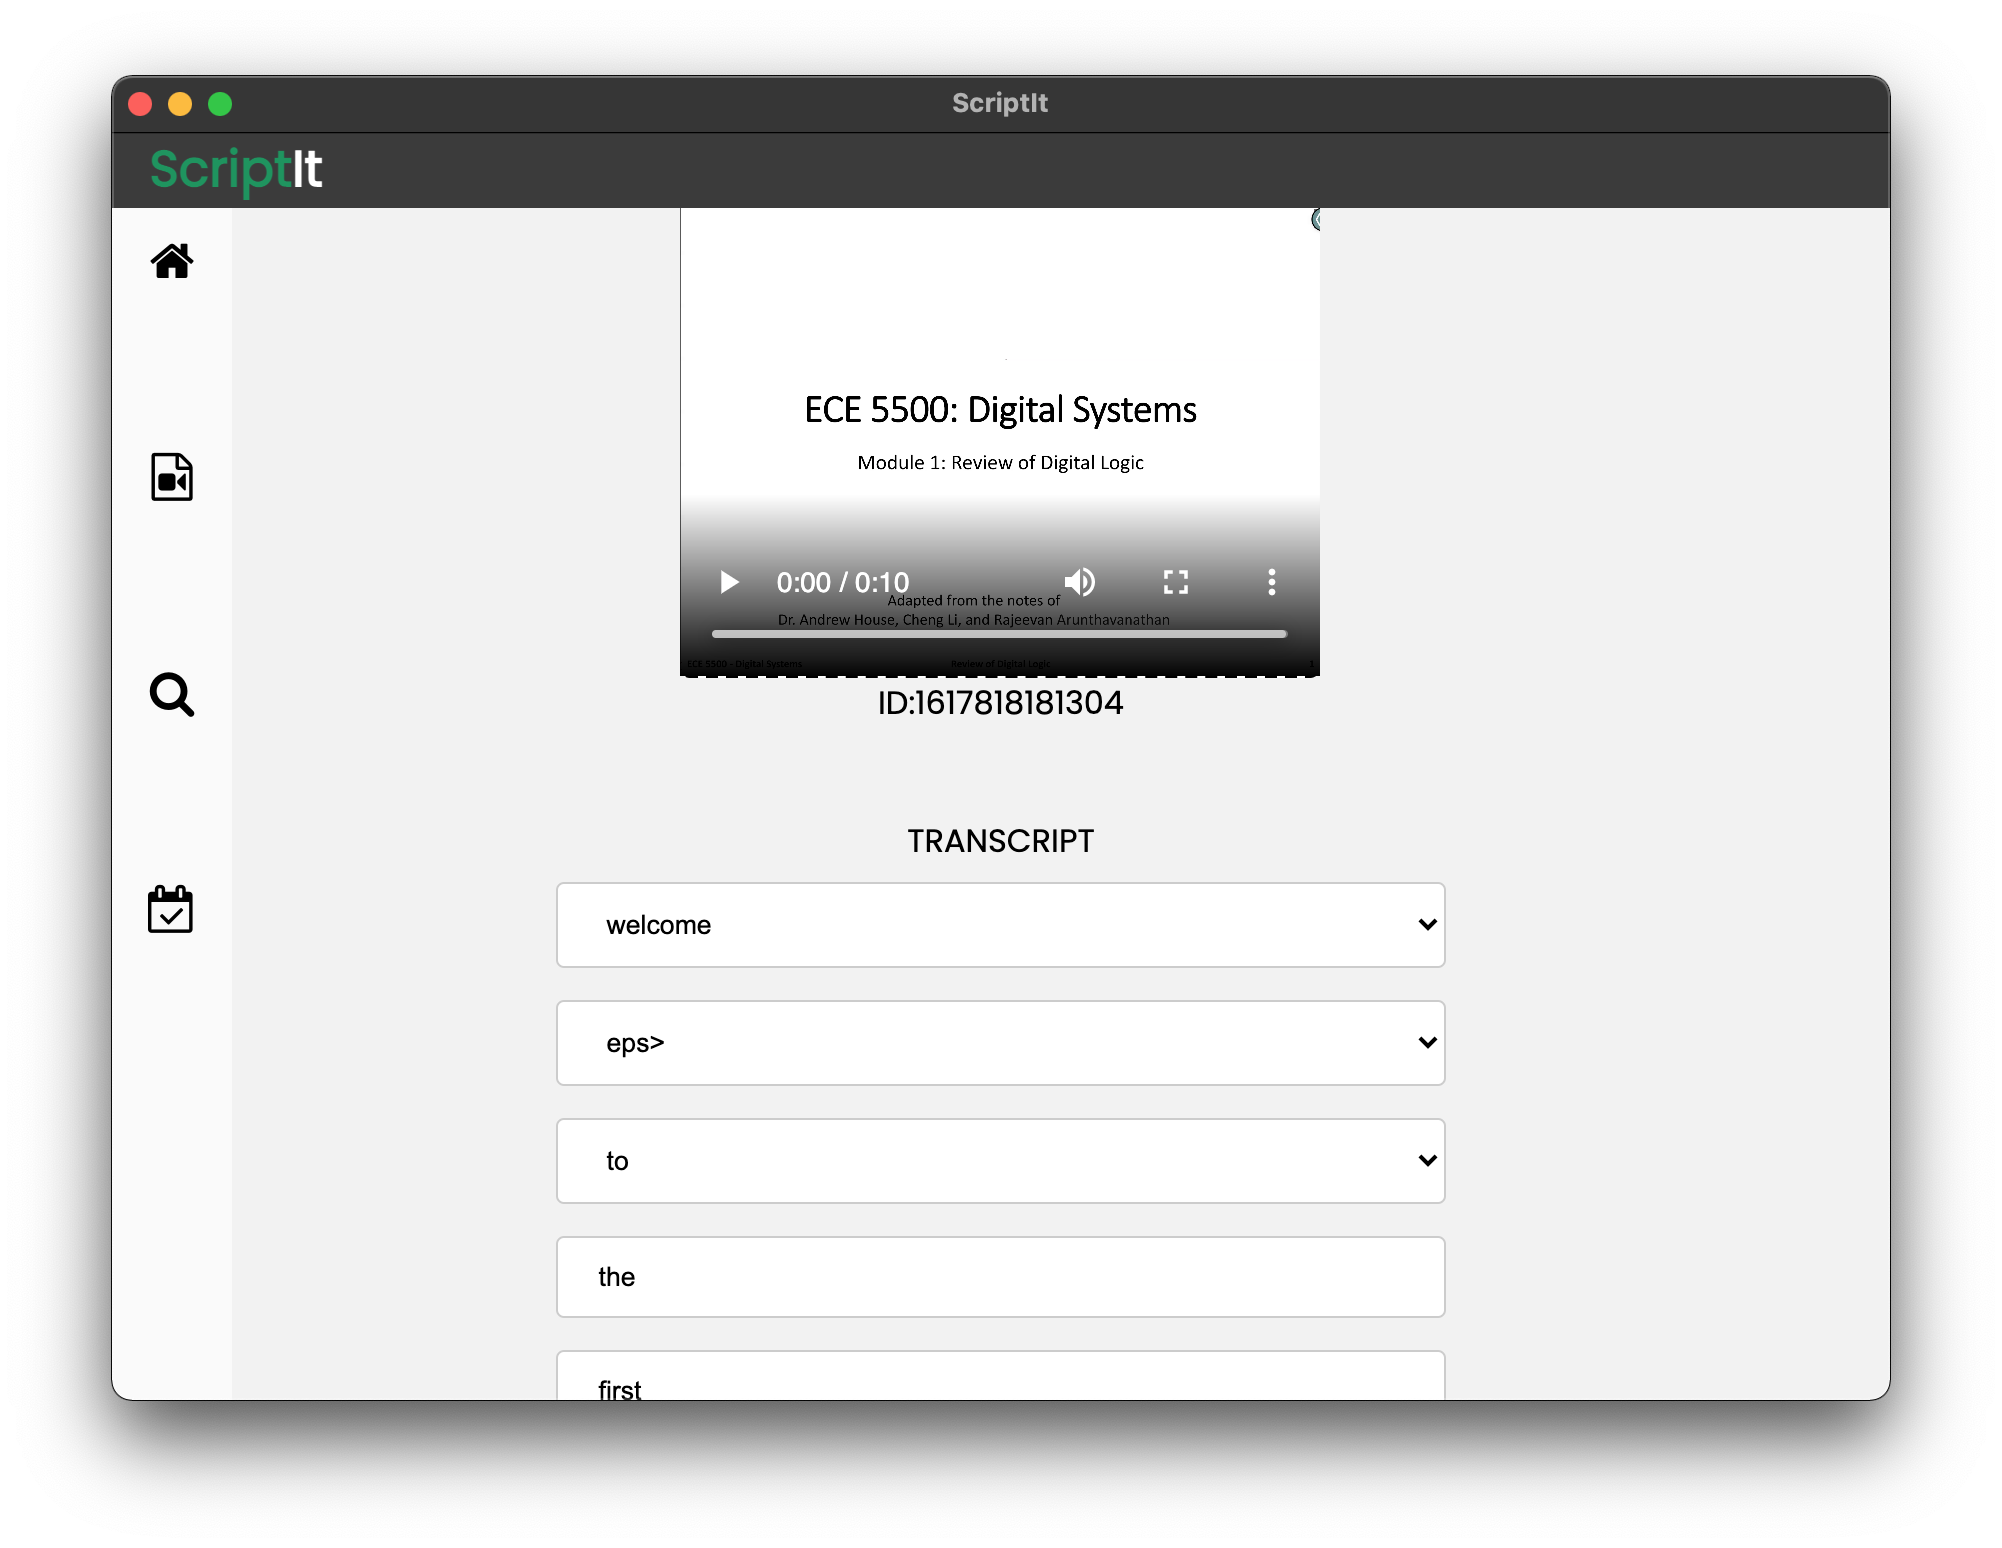 ScriptIt
ScriptIt
ECE 5500: Digital Systems
Module 1: Review of Digital Logic
0:00 / 0:10
Adapted from the notes of
Dr. Andrew House, Cheng Li, and Rajeevan Arunthavanathan
ECE 5500 - Digital Systems Review of Digital Logic 1
ID:1617818181304
TRANSCRIPT
welcome
eps>
to
the
first